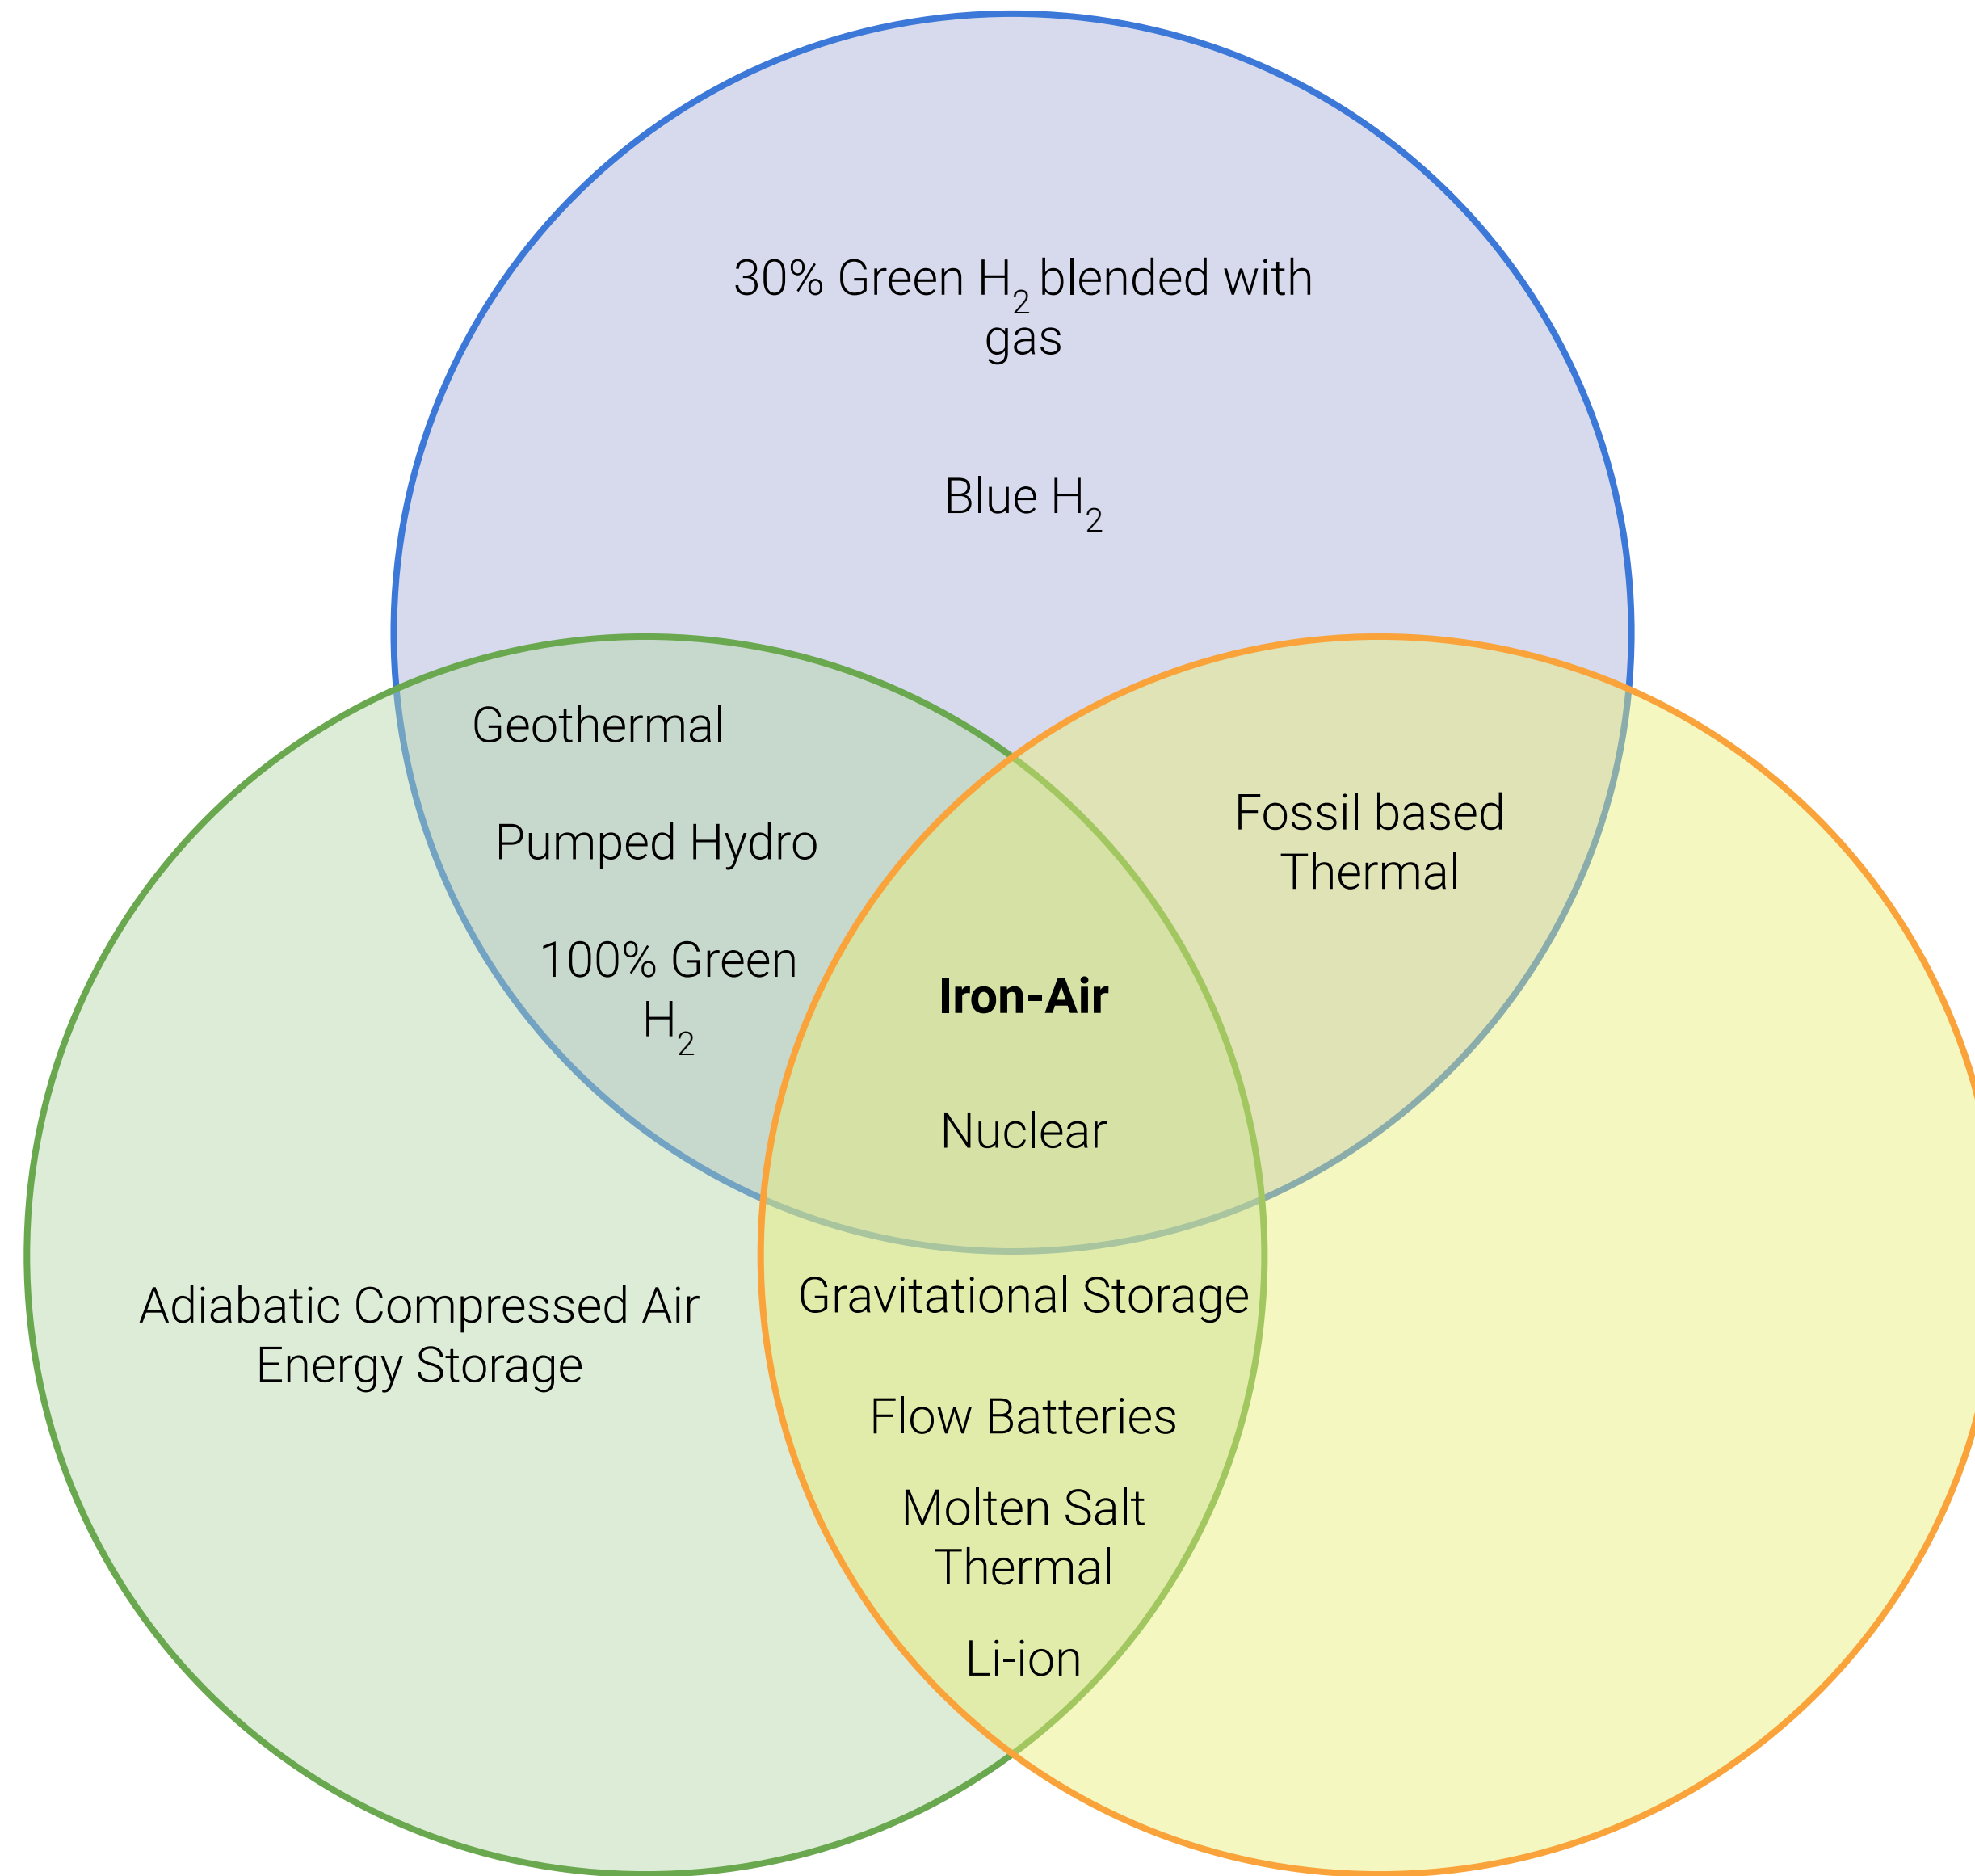 30% Green H₂ blended with
gas
Blue H₂
Geothermal
Pumped Hydro
100% Green
H₂
Fossil based
Thermal
Iron-Air
Nuclear
Adiabatic Compressed Air
Energy Storage
Gravitational Storage
Flow Batteries
Molten Salt
Thermal
Li-ion